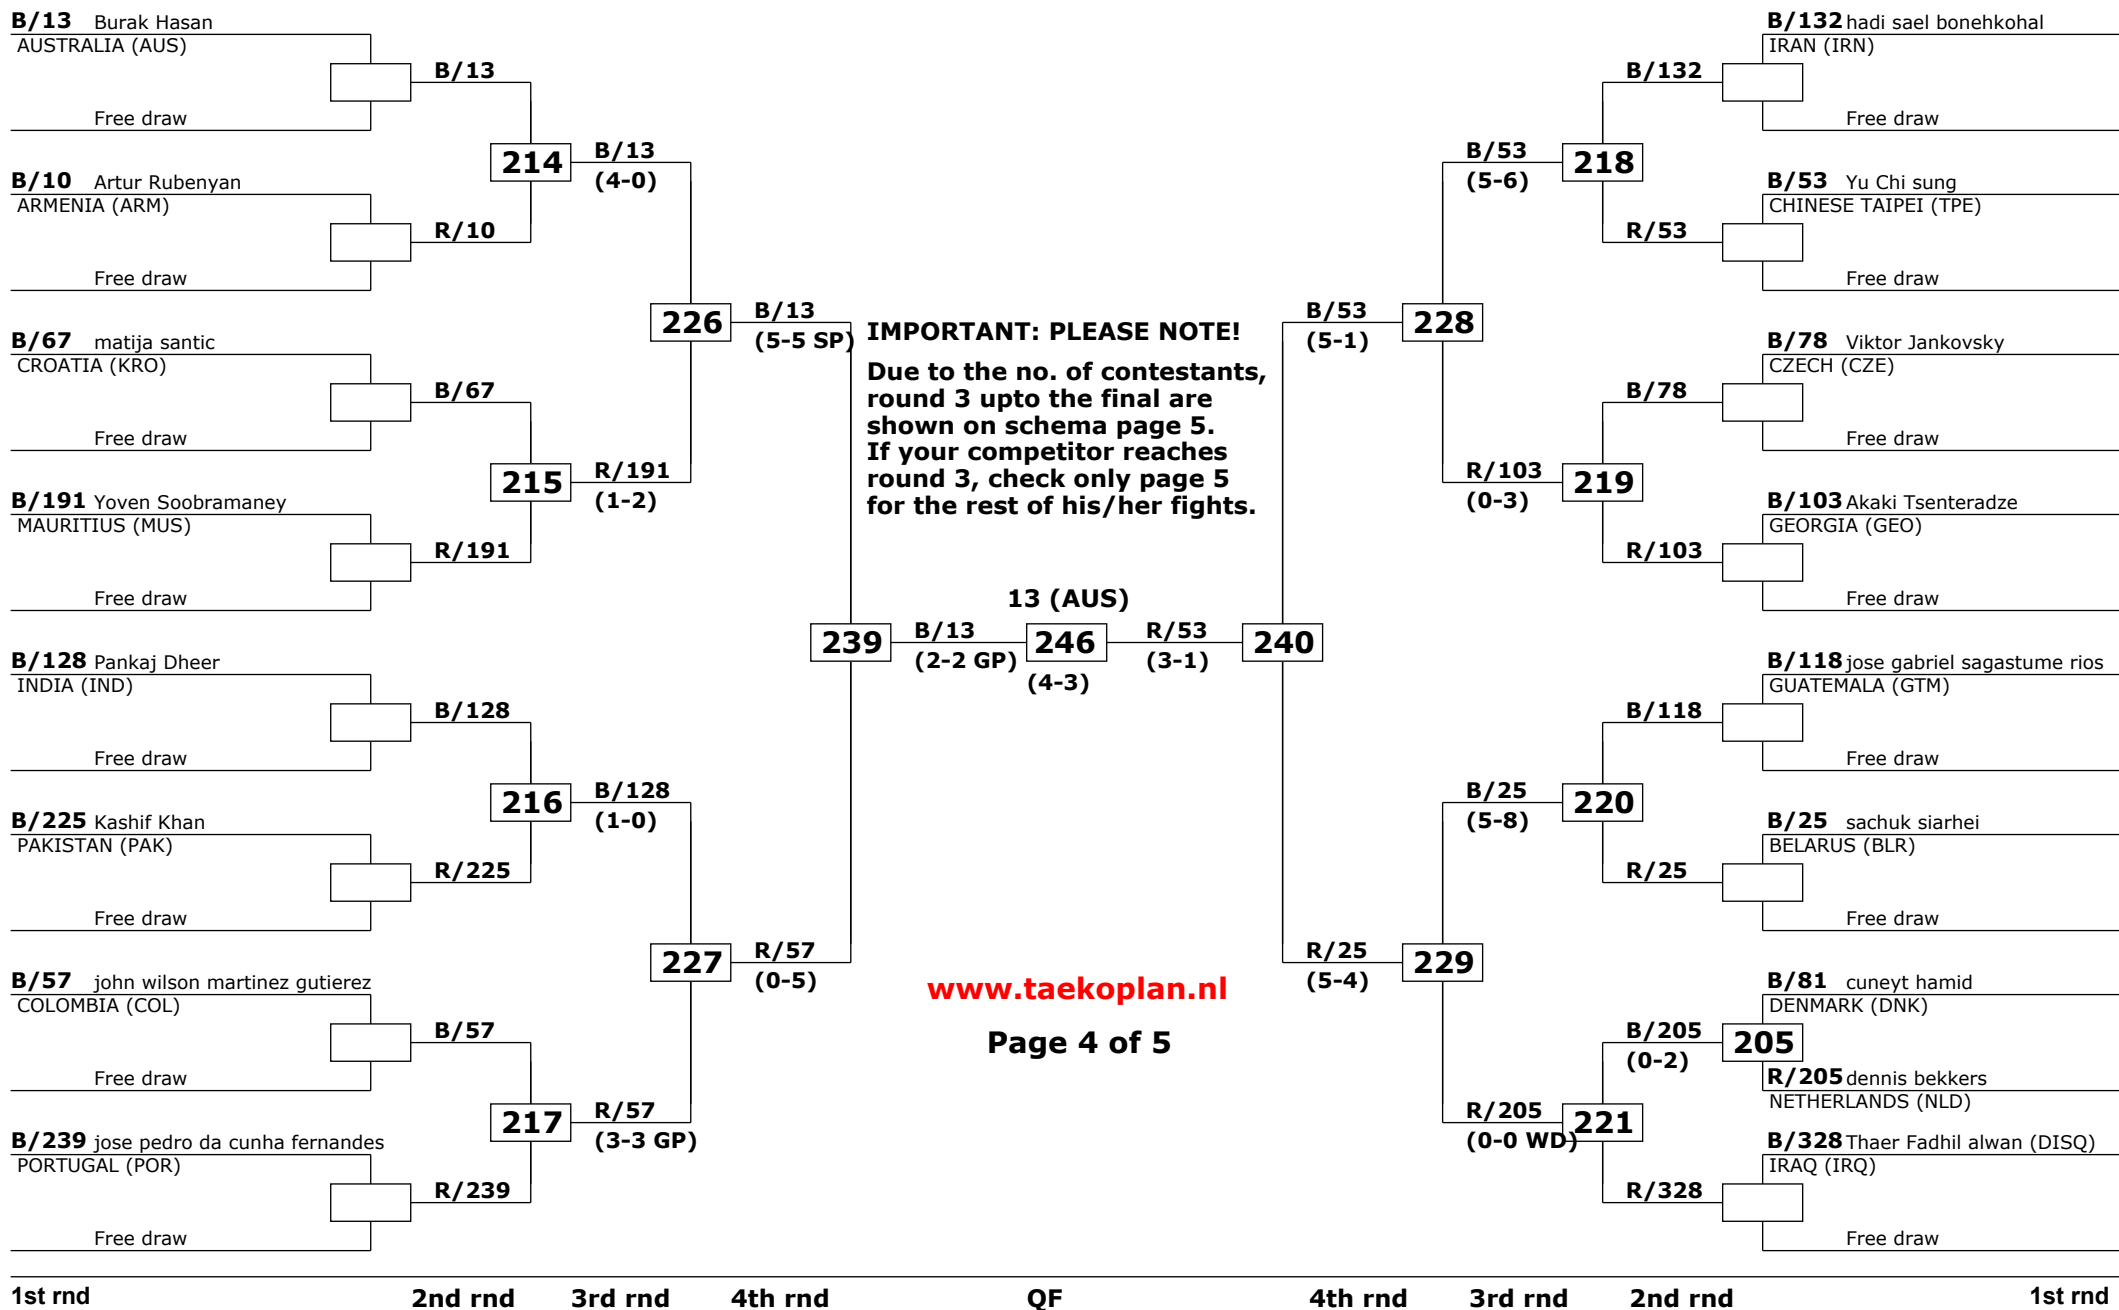 B/13 Burak Hasan
AUSTRALIA (AUS)
B/13
Free draw
214
B/13
(4-0)
B/10 Artur Rubenyan
ARMENIA (ARM)
R/10
Free draw
226
B/13
(5-5 SP)
B/67 matija santic
CROATIA (KRO)
B/67
Free draw
215
R/191
(1-2)
B/191 Yoven Soobramaney
MAURITIUS (MUS)
R/191
Free draw
239
B/13
(2-2 GP)
B/128 Pankaj Dheer
INDIA (IND)
B/128
Free draw
216
B/128
(1-0)
B/225 Kashif Khan
PAKISTAN (PAK)
R/225
Free draw
227
R/57
(0-5)
B/57 john wilson martinez gutierez
COLOMBIA (COL)
B/57
Free draw
217
R/57
(3-3 GP)
B/239 jose pedro da cunha fernandes
PORTUGAL (POR)
R/239
Free draw
IMPORTANT: PLEASE NOTE!
Due to the no. of contestants,
round 3 upto the final are
shown on schema page 5.
If your competitor reaches
round 3, check only page 5
for the rest of his/her fights.
13 (AUS)
246
(4-3)
www.taekoplan.nl
Page 4 of 5
B/132 hadi sael bonehkohal
IRAN (IRN)
B/132
Free draw
B/53
(5-6)
218
B/53 Yu Chi sung
CHINESE TAIPEI (TPE)
R/53
Free draw
B/53
(5-1)
228
B/78 Viktor Jankovsky
CZECH (CZE)
B/78
Free draw
R/103
(0-3)
219
B/103 Akaki Tsenteradze
GEORGIA (GEO)
R/103
Free draw
R/53
(3-1)
240
B/118 jose gabriel sagastume rios
GUATEMALA (GTM)
B/118
Free draw
B/25
(5-8)
220
B/25 sachuk siarhei
BELARUS (BLR)
R/25
Free draw
R/25
(5-4)
229
B/81 cuneyt hamid
DENMARK (DNK)
B/205
(0-2)
205
R/205 dennis bekkers
NETHERLANDS (NLD)
R/205
(0-0 WD)
221
B/328 Thaer Fadhil alwan (DISQ)
IRAQ (IRQ)
R/328
Free draw
1st rnd 2nd rnd 3rd rnd 4th rnd QF 4th rnd 3rd rnd 2nd rnd 1st rnd